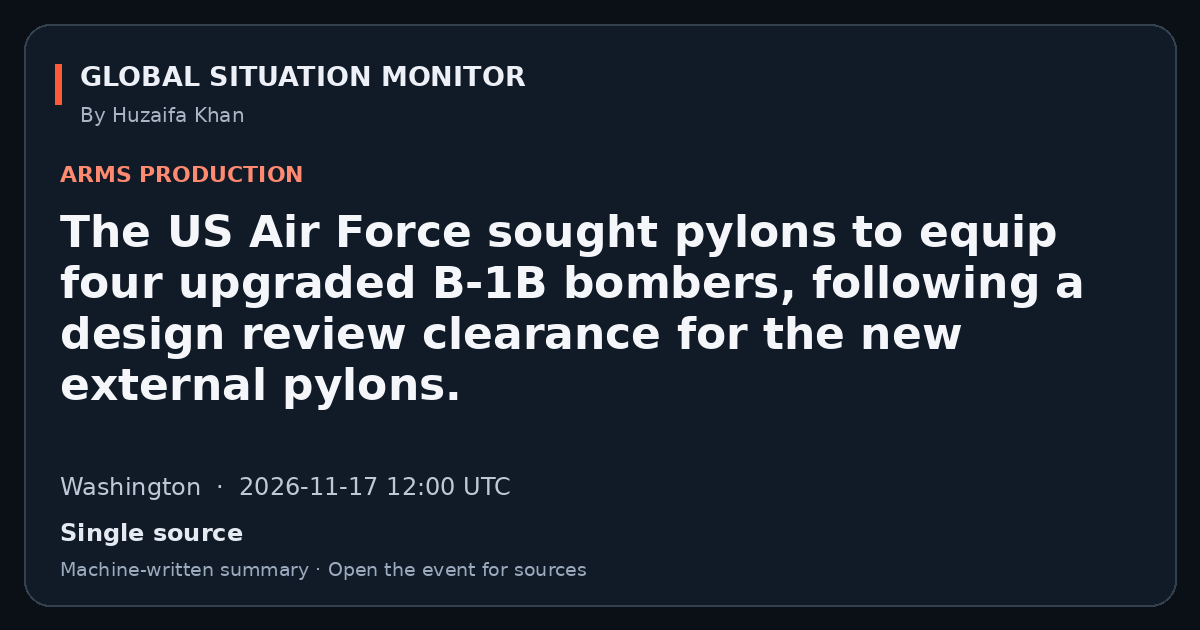 GLOBAL SITUATION MONITOR
By Huzaifa Khan
ARMS PRODUCTION
The US Air Force sought pylons to equip
four upgraded B-1B bombers, following a
design review clearance for the new
external pylons.
Washington · 2026-11-17 12:00 UTC
Single source
Machine-written summary · Open the event for sources